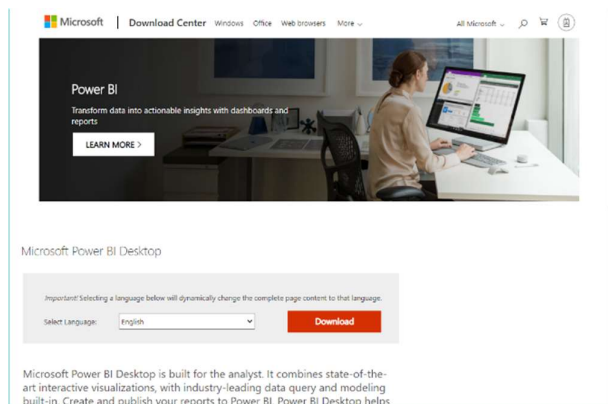 Microsoft | Download Center Windows Office Web browsers More All Microsoft
Power BI
Transform data into actionable insights with dashboards and
reports
LEARN MORE >
Microsoft Power BI Desktop
Important! Selecting a language below will dynamically change the complete page content to that language.
Select Language: English Download
Microsoft Power BI Desktop is built for the analyst. It combines state-of-the-
art interactive visualizations, with industry-leading data query and modeling
built-in. Create and publish your reports to Power BI. Power BI Desktop helps